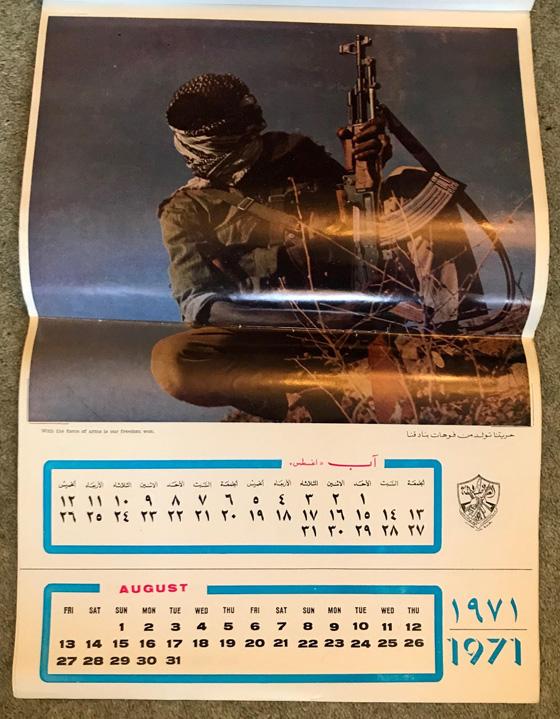 With the force of arms is our freedom won.
حريتنا تولد من فوهات بنادقنا
آب « اغسطس »
الجمعة السبت الأحد الاثنين الثلاثاء الأربعاء الخميس الجمعة السبت الأحد الاثنين الثلاثاء الأربعاء الخميس
١ ٢ ٣ ٤ ٥ ٦ ٧ ٨ ٩ ١٠ ١١ ١٢
١٣ ١٤ ١٥ ١٦ ١٧ ١٨ ١٩ ٢٠ ٢١ ٢٢ ٢٣ ٢٤ ٢٥ ٢٦
٢٧ ٢٨ ٢٩ ٣٠ ٣١
AUGUST
FRI SAT SUN MON TUE WED THU FRI SAT SUN MON TUE WED THU
1 2 3 4 5 6 7 8 9 10 11 12
13 14 15 16 17 18 19 20 21 22 23 24 25 26
27 28 29 30 31
١٩٧١
1971